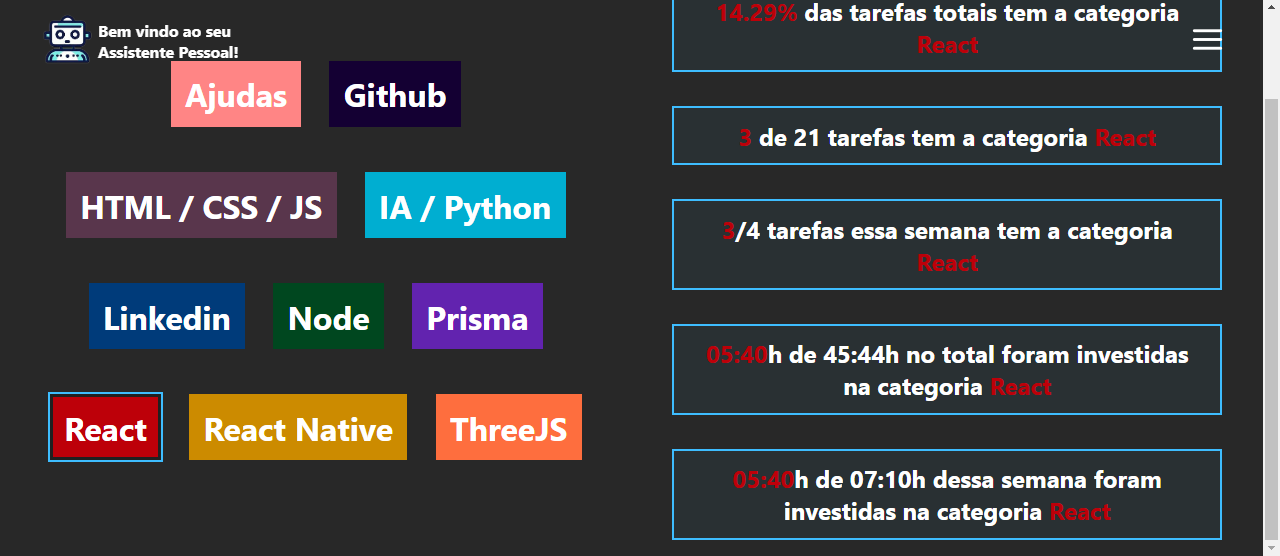 Bem vindo ao seu
Assistente Pessoal!
Ajudas
Github
HTML / CSS / JS
IA / Python
Linkedin
Node
Prisma
React
React Native
ThreeJS
14.29% das tarefas totais tem a categoria
React
3 de 21 tarefas tem a categoria React
3/4 tarefas essa semana tem a categoria
React
05:40h de 45:44h no total foram investidas
na categoria React
05:40h de 07:10h dessa semana foram
investidas na categoria React